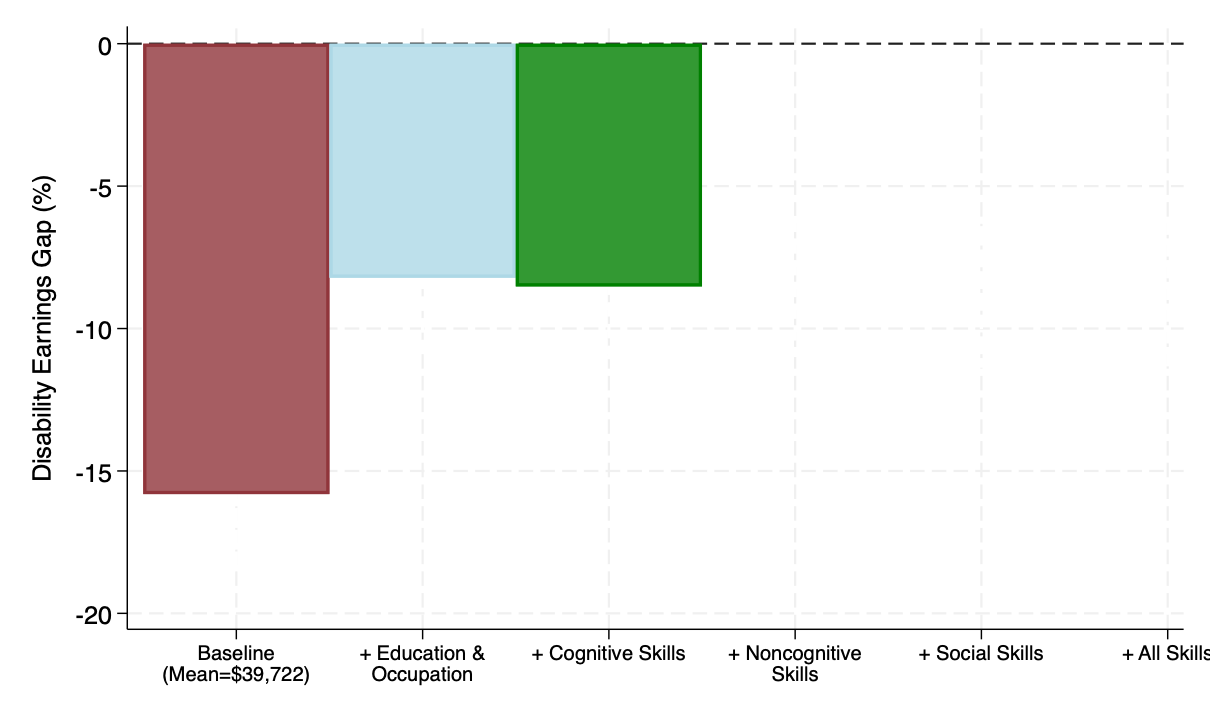 Disability Earnings Gap (%)
0
-5
-10
-15
-20
Baseline
(Mean=$39,722)
+ Education &
Occupation
+ Cognitive Skills
+ Noncognitive
Skills
+ Social Skills
+ All Skills